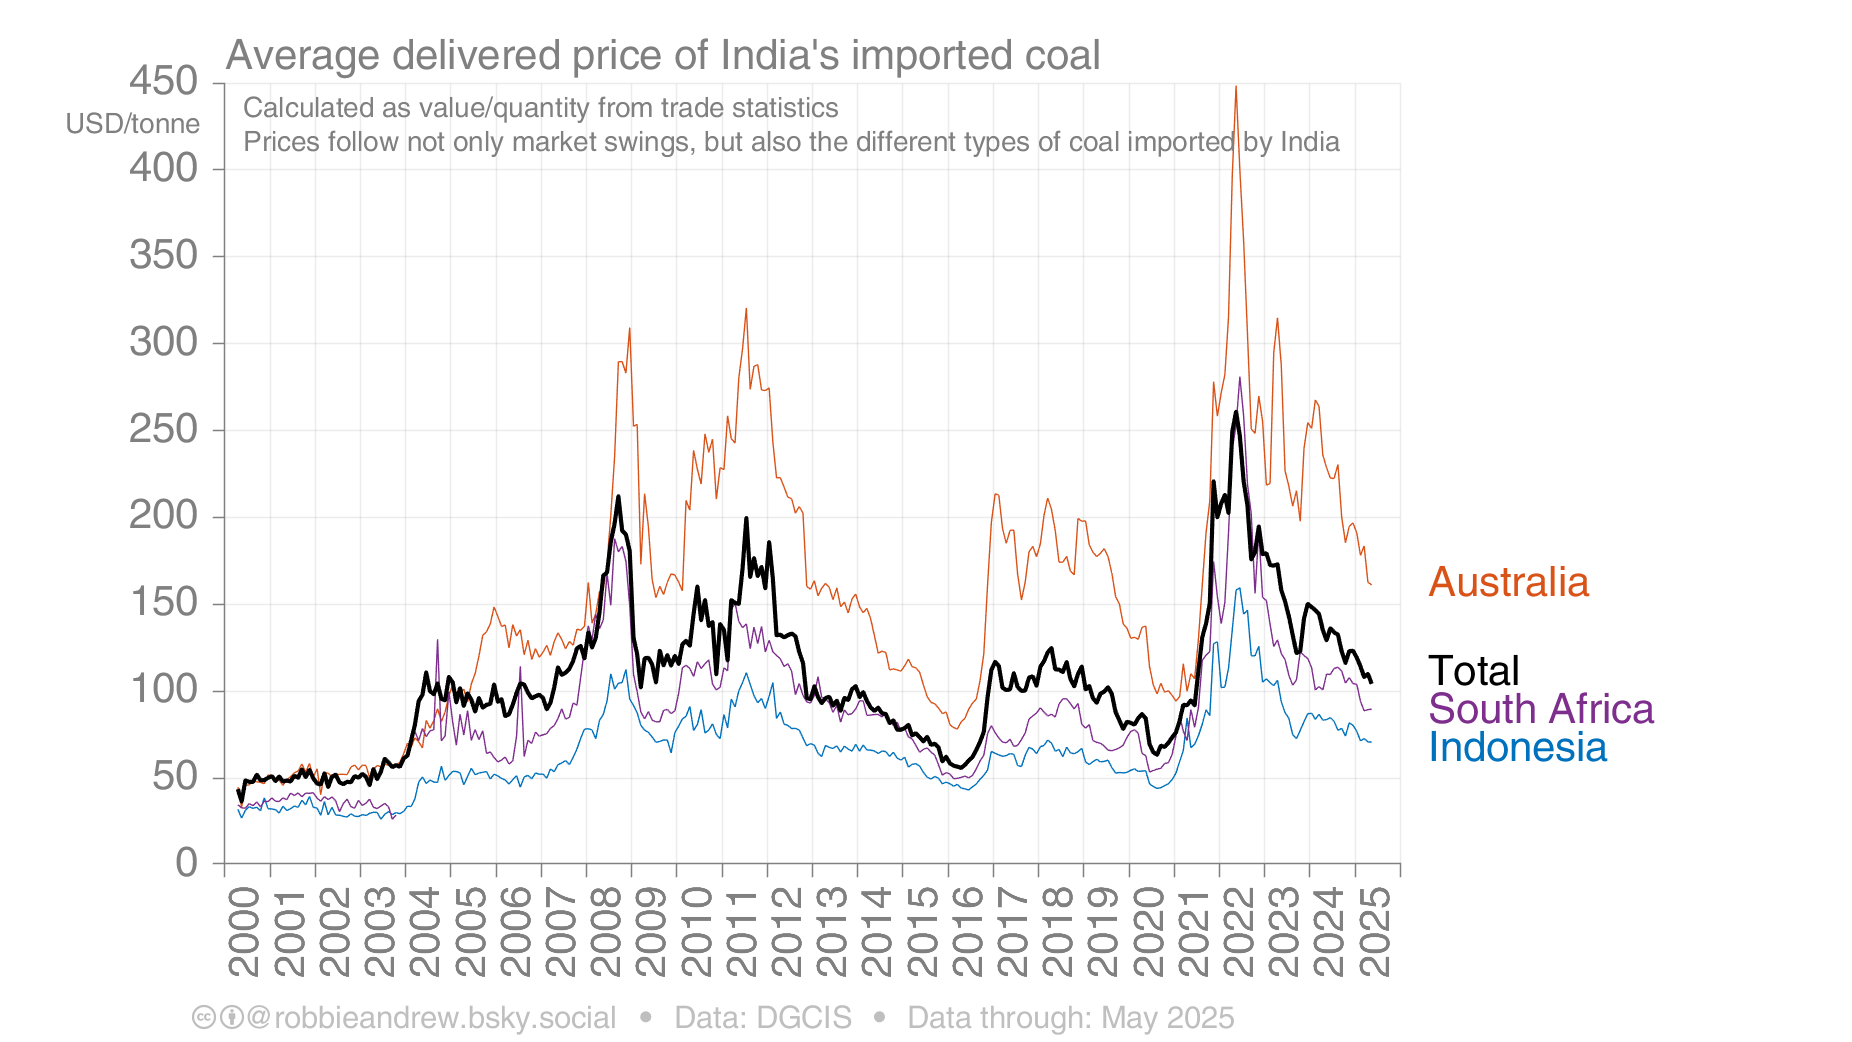 Average delivered price of India's imported coal
450
USD/tonne
Calculated as value/quantity from trade statistics
Prices follow not only market swings, but also the different types of coal imported by India
400
350
300
250
200
150
100
50
0
Australia
Total
South Africa
Indonesia
2000 2001 2002 2003 2004 2005 2006 2007 2008 2009 2010 2011 2012 2013 2014 2015 2016 2017 2018 2019 2020 2021 2022 2023 2024 2025
cc @robbieandrew.bsky.social • Data: DGCIS • Data through: May 2025